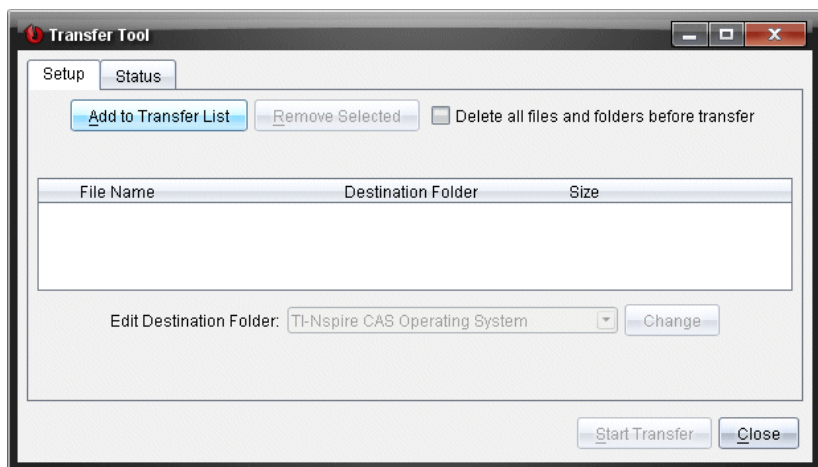 Transfer Tool
Setup Status
Add to Transfer List Remove Selected Delete all files and folders before transfer
File Name Destination Folder Size
Edit Destination Folder: TI-Nspire CAS Operating System Change
Start Transfer Close